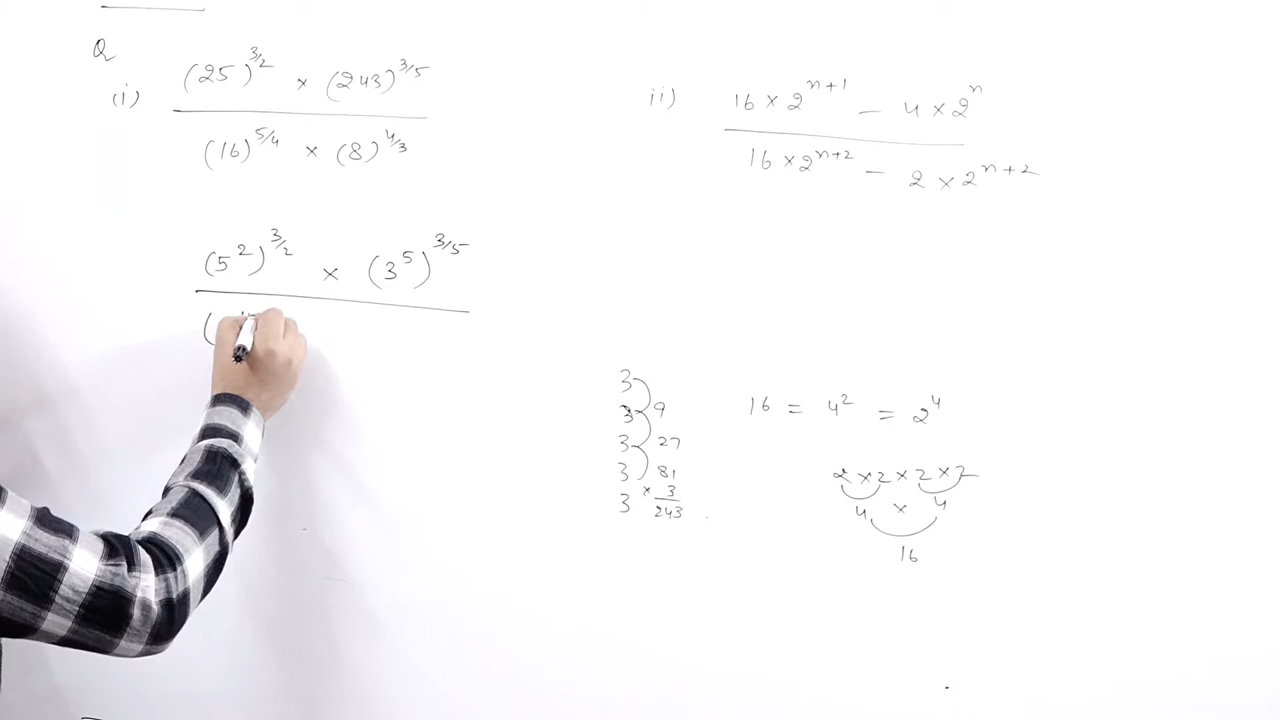 Q
(i) (25)^3/2 × (243)^3/5
(16)^5/4 × (8)^4/3
(5^2)^3/2 × (3^5)^3/5
(
ii) 16 × 2^n+1 − 4 × 2^n
16 × 2^n+2 − 2 × 2^n+2
3
3 9
3 27
3 81
× 3
3 243
16 = 4^2 = 2^4
2 × 2 × 2 × 2
4 × 4
16